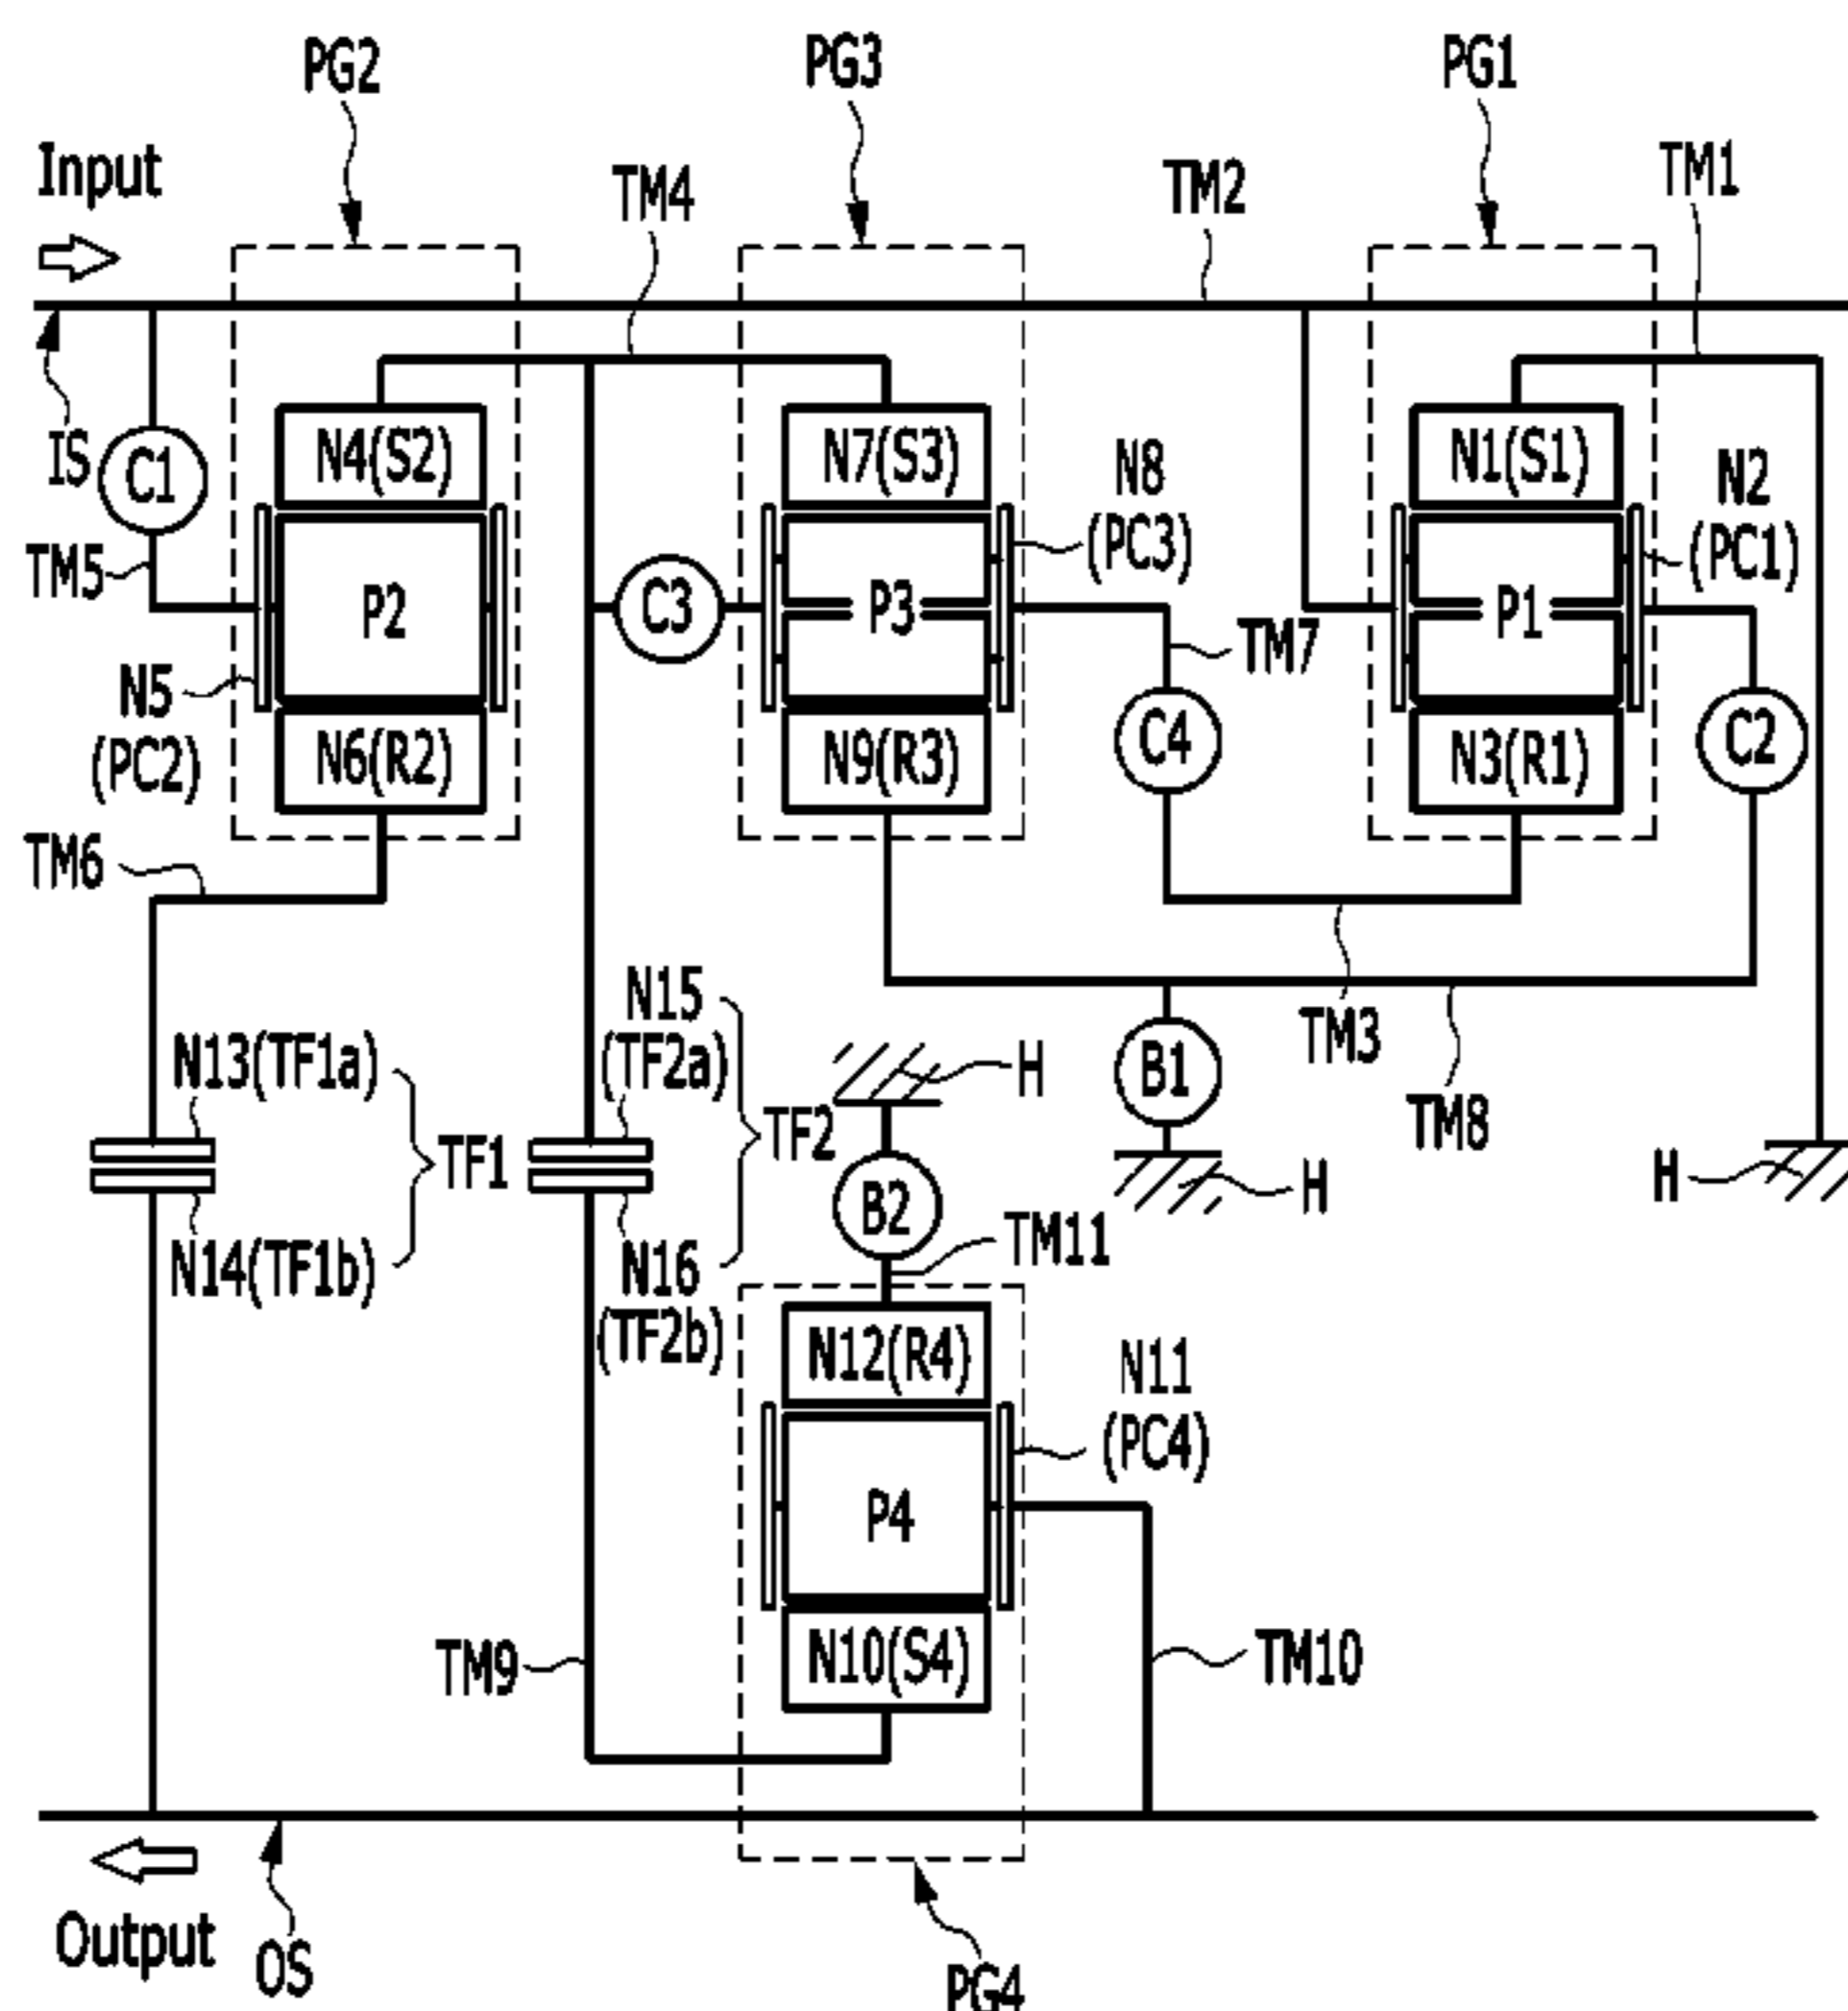 PG2
PG3
PG1
Input
TM4
TM2
TM1
IS
C1
N4(S2)
N7(S3)
N8
(PC3)
N1(S1)
N2
(PC1)
TM5
P2
C3
P3
TM7
P1
N5
(PC2)
N6(R2)
N9(R3)
C4
N3(R1)
C2
TM6
N15
(TF2a)
N13(TF1a)
TF1
N14(TF1b)
TF2
N16
(TF2b)
H
B1
TM3
TM8
H
H
B2
TM11
N12(R4)
N11
(PC4)
P4
TM9
N10(S4)
TM10
Output
OS
PG4